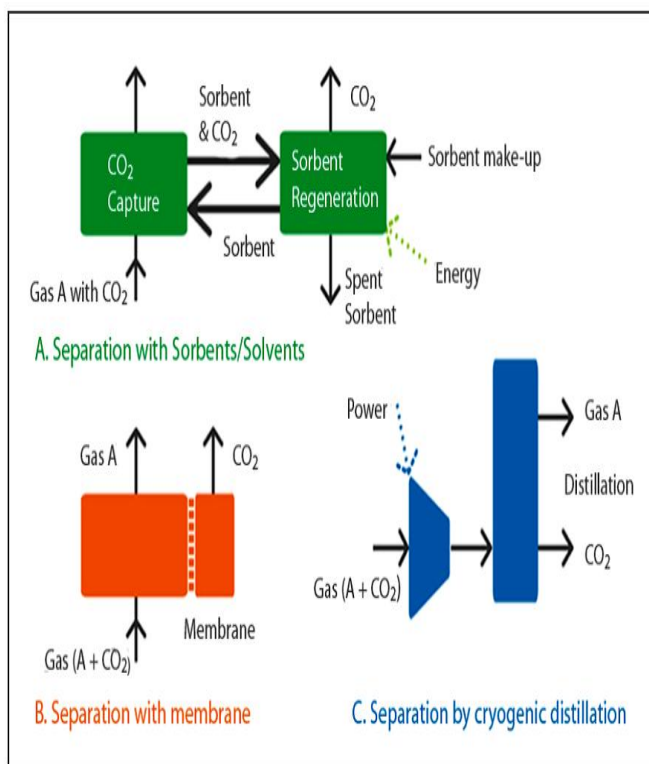 Sorbent
& CO₂
CO₂
CO₂
Capture
Sorbent
Regeneration
Sorbent make-up
Sorbent
Gas A with CO₂
Spent
Sorbent
Energy
A. Separation with Sorbents/Solvents
Gas A
CO₂
Membrane
Gas (A + CO₂)
B. Separation with membrane
Power
Gas A
Distillation
CO₂
Gas (A + CO₂)
C. Separation by cryogenic distillation